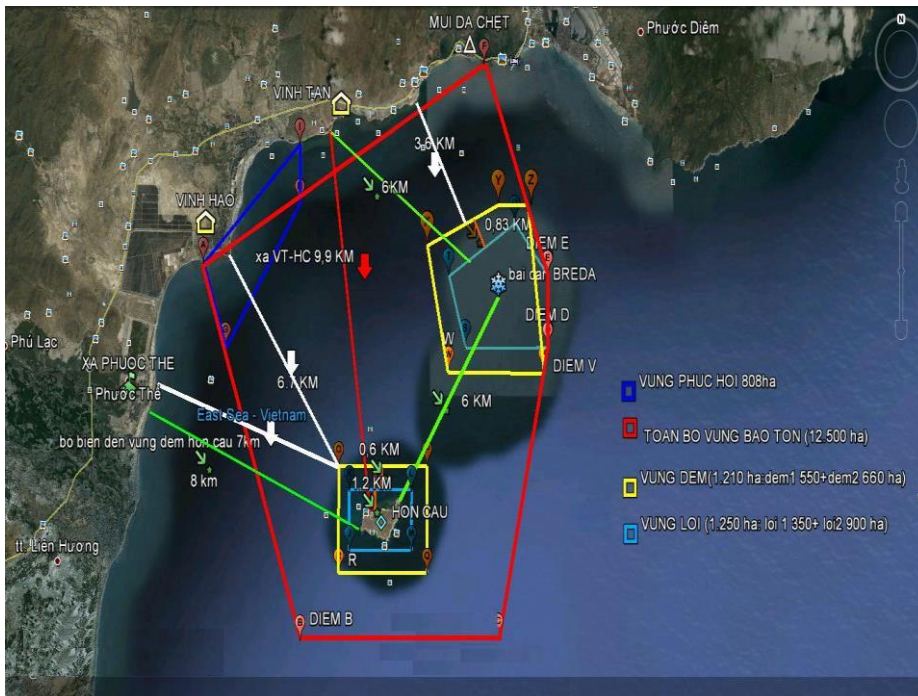 N
MUI DA CHẸT
Phước Diêm
VINH TAN
3.6 KM
6KM
VINH HAO
0,83 KM
Y
Z
F
I
A
E
DIEM E
xa VT-HC 9,9 KM
bai can BREDA
DIEM D
W
Phú Lạc
XA PHUOC THE
Phước Thể
DIEM V
6.7 KM
6 KM
East Sea - Vietnam
bo bien den vung dem hon cau 7km
0,6 KM
8 km
1.2 KM
HON CAU
R
tt. Liên Hương
DIEM B
VUNG PHUC HOI 808ha
TOAN BO VUNG BAO TON (12.500 ha)
VUNG DEM(1.210 ha:dem1 550+dem2 660 ha)
VUNG LOI (1.250 ha: loi 1 350+ loi2 900 ha)